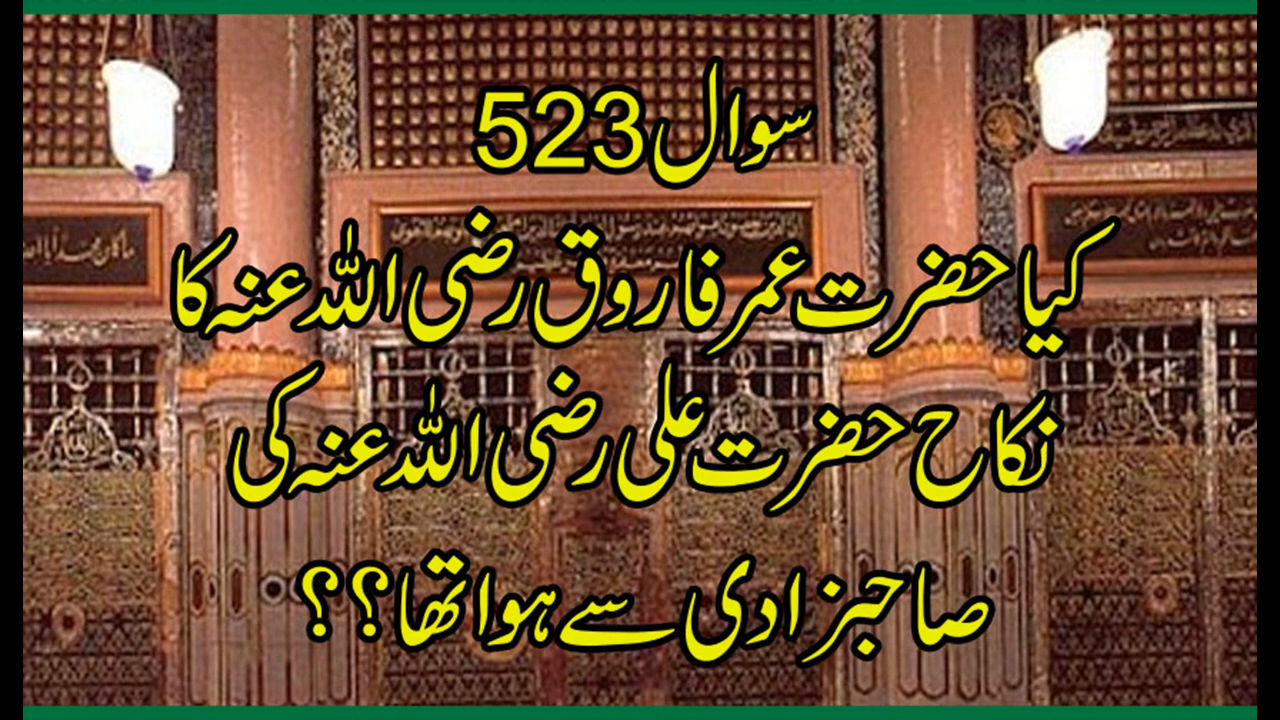 سوال 523
کیا حضرت عمر فاروق رضی اللہ عنہ کا
نکاح حضرت علی رضی اللہ عنہ کی
صاحبزادی سے ہوا تھا؟؟